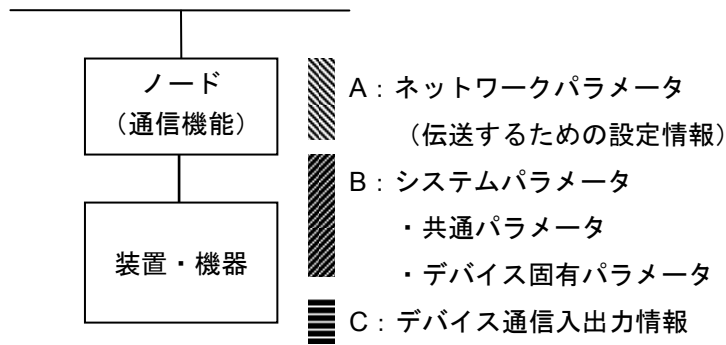 ノード
（通信機能）
装置・機器
A：ネットワークパラメータ
（伝送するための設定情報）
B：システムパラメータ
・共通パラメータ
・デバイス固有パラメータ
C：デバイス通信入出力情報